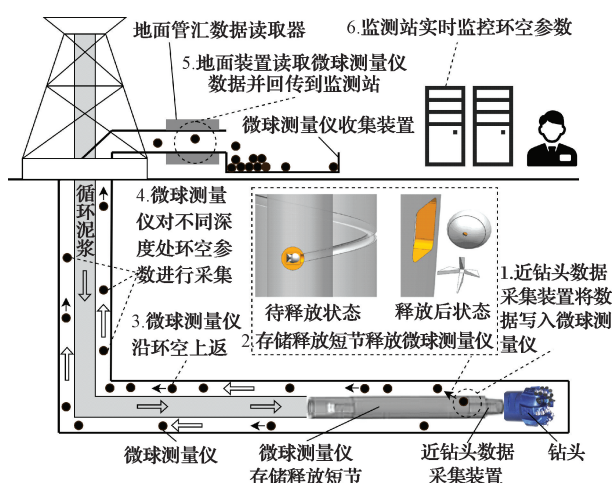 地面管汇数据读取器
6.监测站实时监控环空参数
5.地面装置读取微球测量仪
数据并回传到监测站
微球测量仪收集装置
循环泥浆
4.微球测量
仪对不同深
度处环空参
数进行采集
待释放状态
释放后状态
2.存储释放短节释放微球测量仪
1.近钻头数据
采集装置将数
据写入微球测
量仪
3.微球测量仪
沿环空上返
微球测量仪
微球测量仪
存储释放短节
近钻头数据
采集装置
钻头